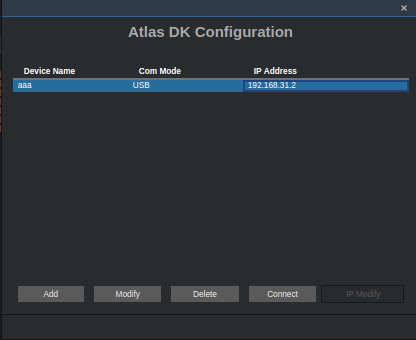 ×
Atlas DK Configuration
Device Name Com Mode IP Address
aaa USB 192.168.31.2
Add Modify Delete Connect IP Modify